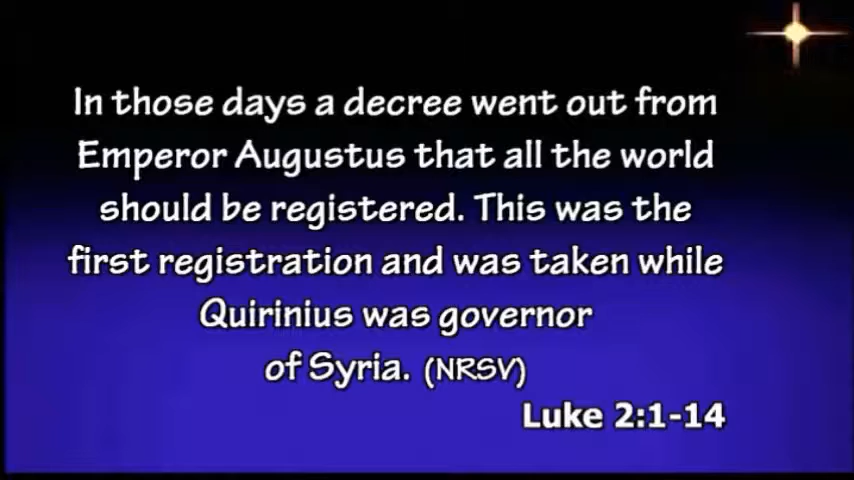 In those days a decree went out from
Emperor Augustus that all the world
should be registered. This was the
first registration and was taken while
Quirinius was governor
of Syria. (NRSV)
Luke 2:1-14